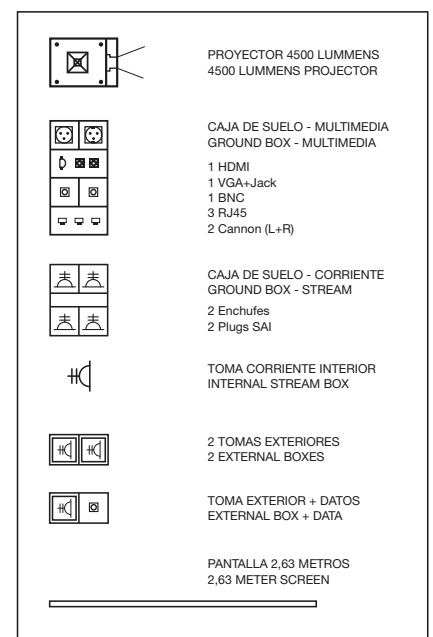 PROYECTOR 4500 LUMMENS
4500 LUMMENS PROJECTOR
CAJA DE SUELO - MULTIMEDIA
GROUND BOX - MULTIMEDIA
1 HDMI
1 VGA+Jack
1 BNC
3 RJ45
2 Cannon (L+R)
CAJA DE SUELO - CORRIENTE
GROUND BOX - STREAM
2 Enchufes
2 Plugs SAI
TOMA CORRIENTE INTERIOR
INTERNAL STREAM BOX
2 TOMAS EXTERIORES
2 EXTERNAL BOXES
TOMA EXTERIOR + DATOS
EXTERNAL BOX + DATA
PANTALLA 2,63 METROS
2,63 METER SCREEN